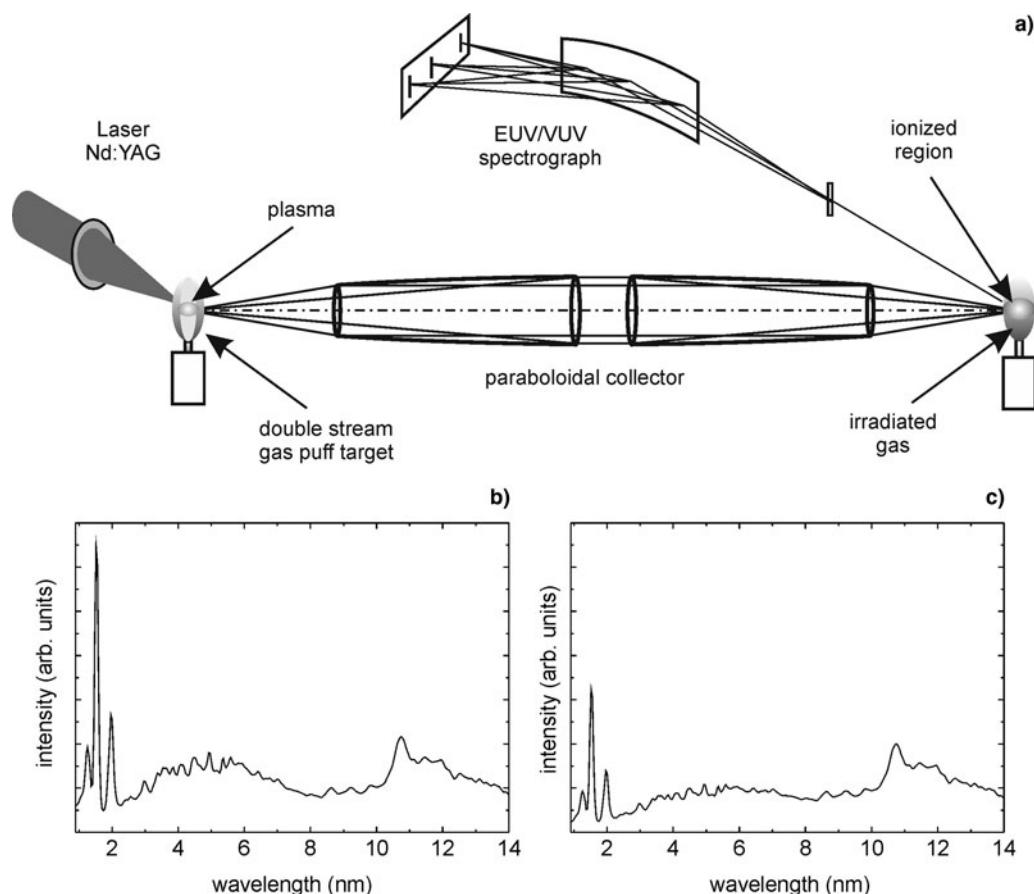 a)
Laser
Nd:YAG
EUV/VUV
spectrograph
ionized
region
plasma
paraboloidal collector
double stream
gas puff target
irradiated
gas
b)
intensity (arb. units)
2 4 6 8 10 12 14
wavelength (nm)
c)
intensity (arb. units)
2 4 6 8 10 12 14
wavelength (nm)